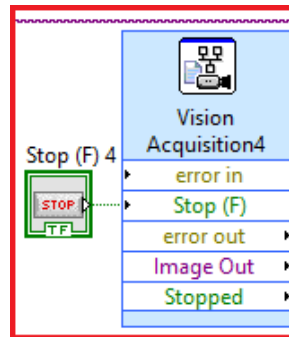 Vision
Acquisition4
Stop (F) 4
error in
STOP
Stop (F)
TF
error out
Image Out
Stopped